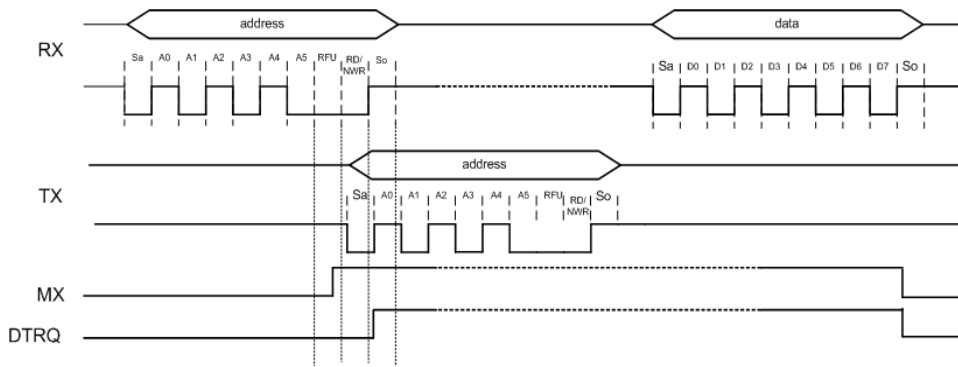 address data
RX
Sa A0 A1 A2 A3 A4 A5 RFU RD/ NWR So Sa D0 D1 D2 D3 D4 D5 D6 D7 So
address
TX
Sa A0 A1 A2 A3 A4 A5 RFU RD/ NWR So
MX
DTRQ